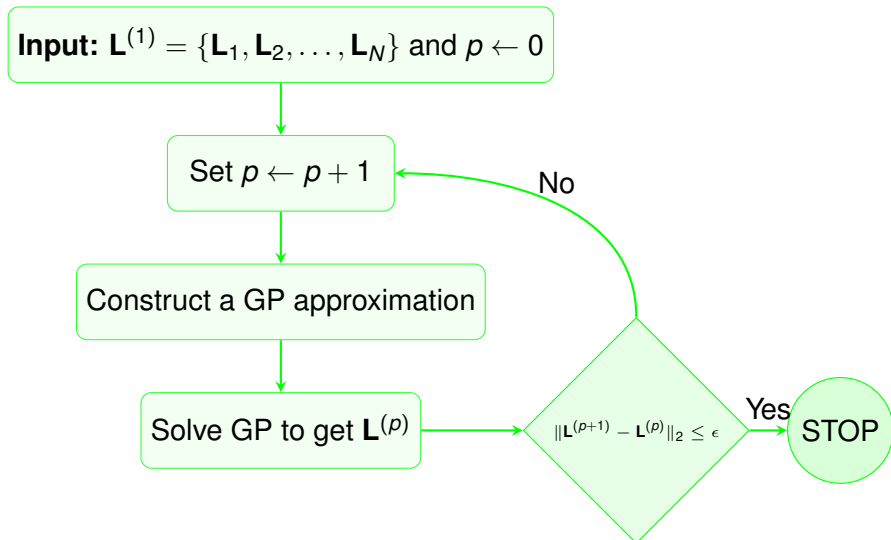 Input: L^(1) = {L_1, L_2, . . . , L_N} and p ← 0
Set p ← p + 1
No
Construct a GP approximation
Solve GP to get L^(p)
‖L^(p+1) − L^(p)‖_2 ≤ ϵ
Yes
STOP